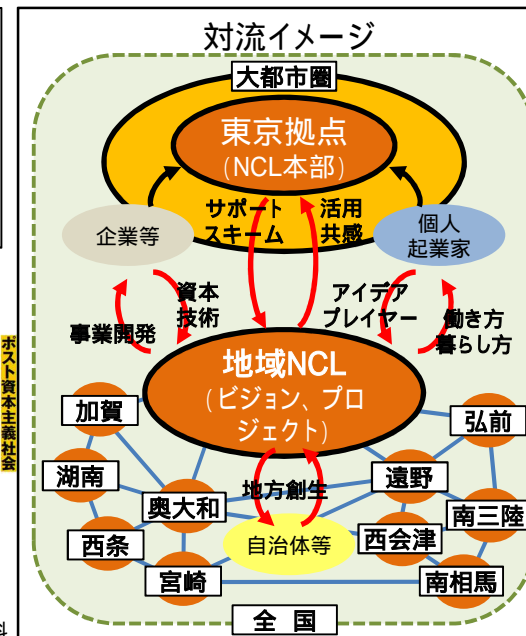 対流イメージ
大都市圏
東京拠点
(NCL本部)
サポート
スキーム
活用
共感
企業等
個人
起業家
資本
技術
アイデア
プレイヤー
事業開発
働き方
暮らし方
地域NCL
(ビジョン、プロ
ジェクト)
加賀
弘前
湖南
奥大和
地方創生
遠野
南三陸
西条
自治体等
西会津
宮崎
南相馬
全 国
ポスト資本主義社会
料